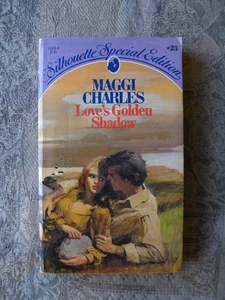 Silhouette Special Edition
#23
MAGGI
CHARLES
Love's Golden
Shadow